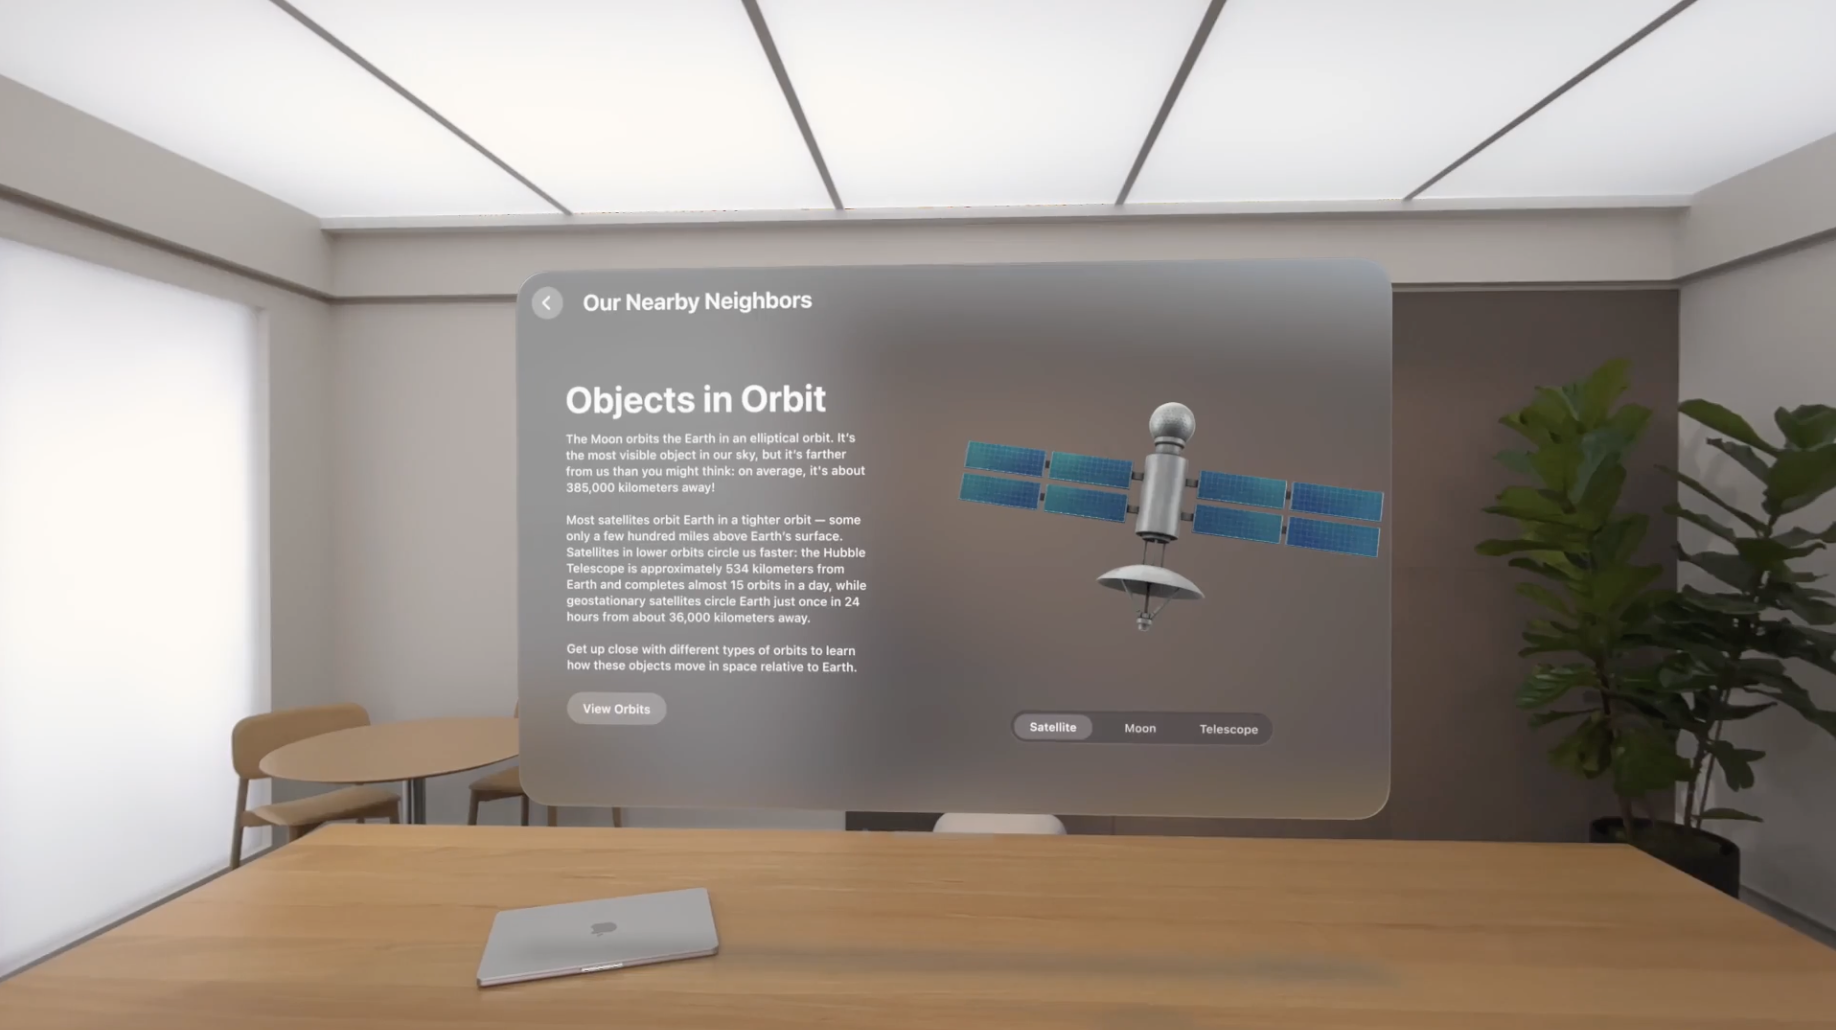 Our Nearby Neighbors
Objects in Orbit
The Moon orbits the Earth in an elliptical orbit. It's
the most visible object in our sky, but it's farther
from us than you might think: on average, it's about
385,000 kilometers away!
Most satellites orbit Earth in a tighter orbit — some
only a few hundred miles above Earth's surface.
Satellites in lower orbits circle us faster: the Hubble
Telescope is approximately 534 kilometers from
Earth and completes almost 15 orbits in a day, while
geostationary satellites circle Earth just once in 24
hours from about 36,000 kilometers away.
Get up close with different types of orbits to learn
how these objects move in space relative to Earth.
View Orbits
Satellite
Moon
Telescope